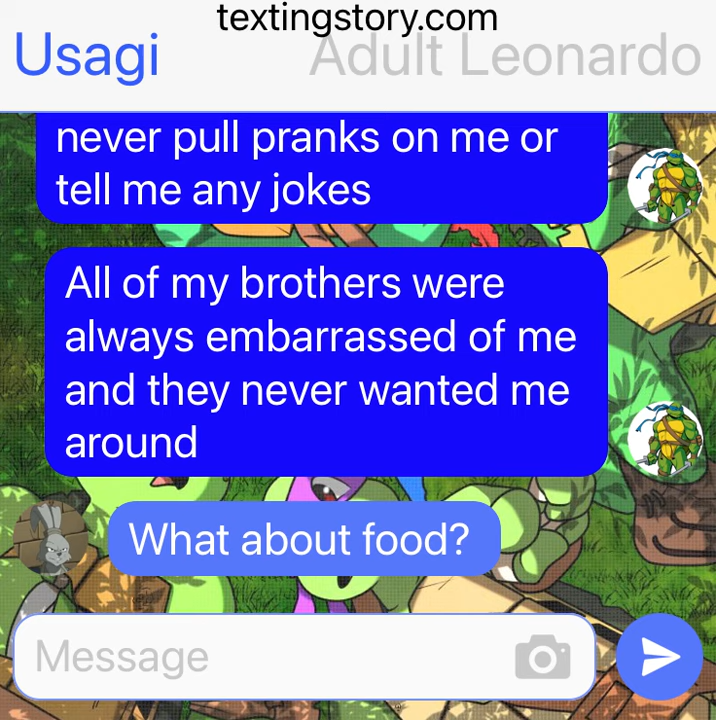 textingstory.com
Usagi
Adult Leonardo
never pull pranks on me or
tell me any jokes
All of my brothers were
always embarrassed of me
and they never wanted me
around
What about food?
Message